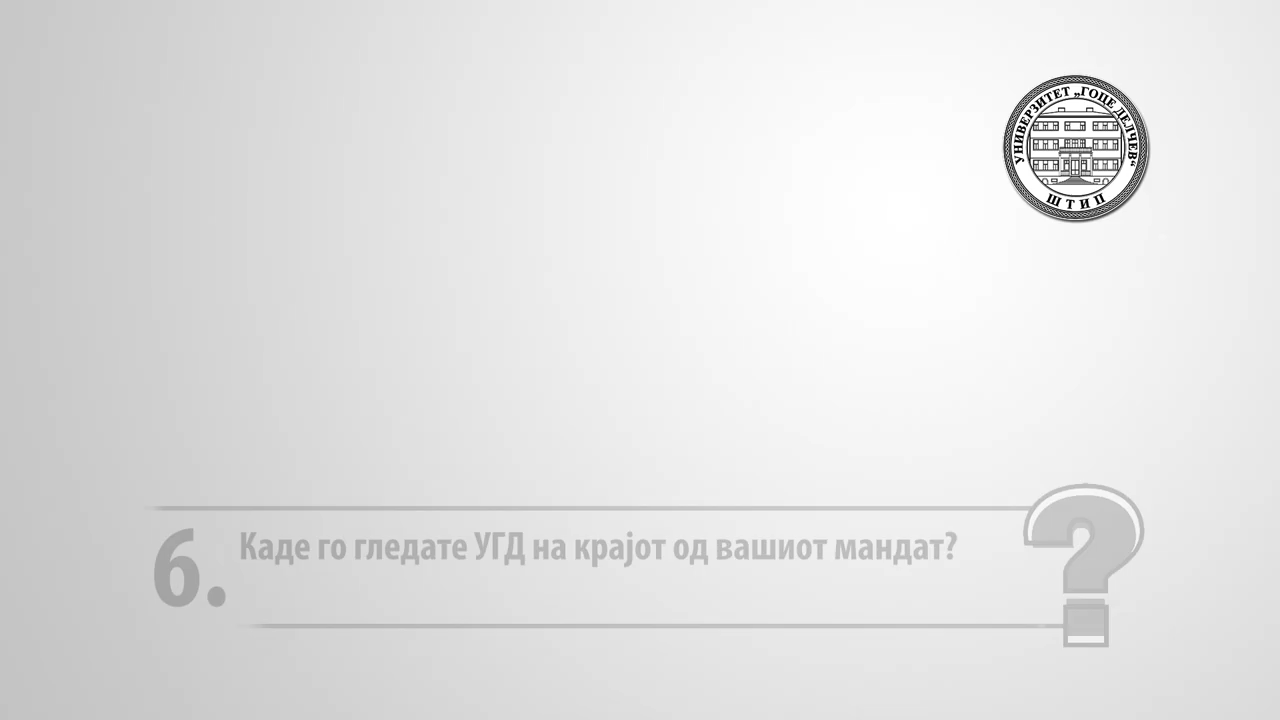 УНИВЕРЗИТЕТ „ГОЦЕ ДЕЛЧЕВ“
ШТИП
6. Каде го гледате УГД на крајот од вашиот мандат?
?